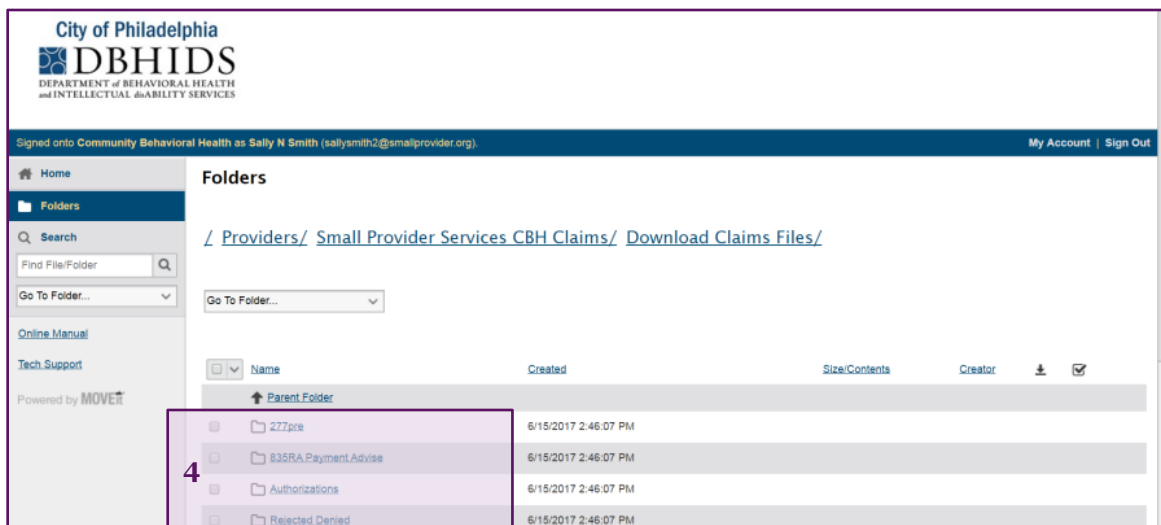 City of Philadelphia
DBHIDS
DEPARTMENT of BEHAVIORAL HEALTH
and INTELLECTUAL disABILITY SERVICES
Signed onto Community Behavioral Health as Sally N Smith (sallysmith2@smallprovider.org). My Account | Sign Out
Home
Folders
Search
Find File/Folder
Go To Folder...
Online Manual
Tech Support
Powered by MOVEit
Folders
/ Providers/ Small Provider Services CBH Claims/ Download Claims Files/
Go To Folder...
Name Created Size/Contents Creator
Parent Folder
277pre 6/15/2017 2:46:07 PM
835RA Payment Advise 6/15/2017 2:46:07 PM
4
Authorizations 6/15/2017 2:46:07 PM
Rejected Denied 6/15/2017 2:46:07 PM